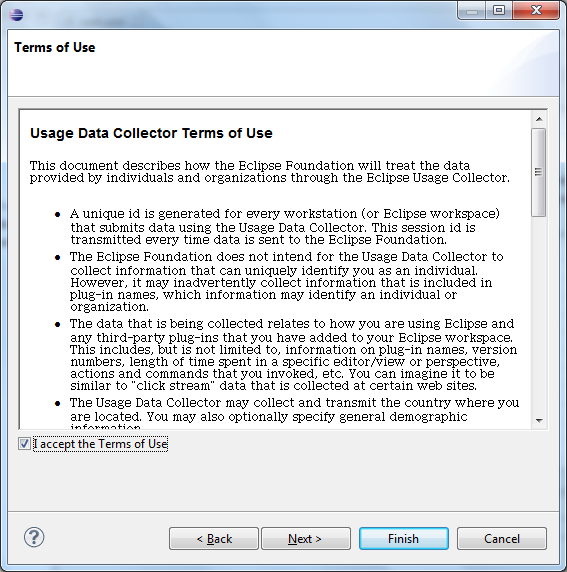 Terms of Use
Usage Data Collector Terms of Use
This document describes how the Eclipse Foundation will treat the data
provided by individuals and organizations through the Eclipse Usage Collector.
• A unique id is generated for every workstation (or Eclipse workspace)
that submits data using the Usage Data Collector. This session id is
transmitted every time data is sent to the Eclipse Foundation.
• The Eclipse Foundation does not intend for the Usage Data Collector to
collect information that can uniquely identify you as an individual.
However, it may inadvertently collect information that is included in
plug-in names, which information may identify an individual or
organization.
• The data that is being collected relates to how you are using Eclipse and
any third-party plug-ins that you have added to your Eclipse workspace.
This includes, but is not limited to, information on plug-in names, version
numbers, length of time spent in a specific editor/view or perspective,
actions and commands that you invoked, etc. You can imagine it to be
similar to "click stream" data that is collected at certain web sites.
• The Usage Data Collector may collect and transmit the country where you
are located. You may also optionally specify general demographic
information.
I accept the Terms of Use
? < Back Next > Finish Cancel